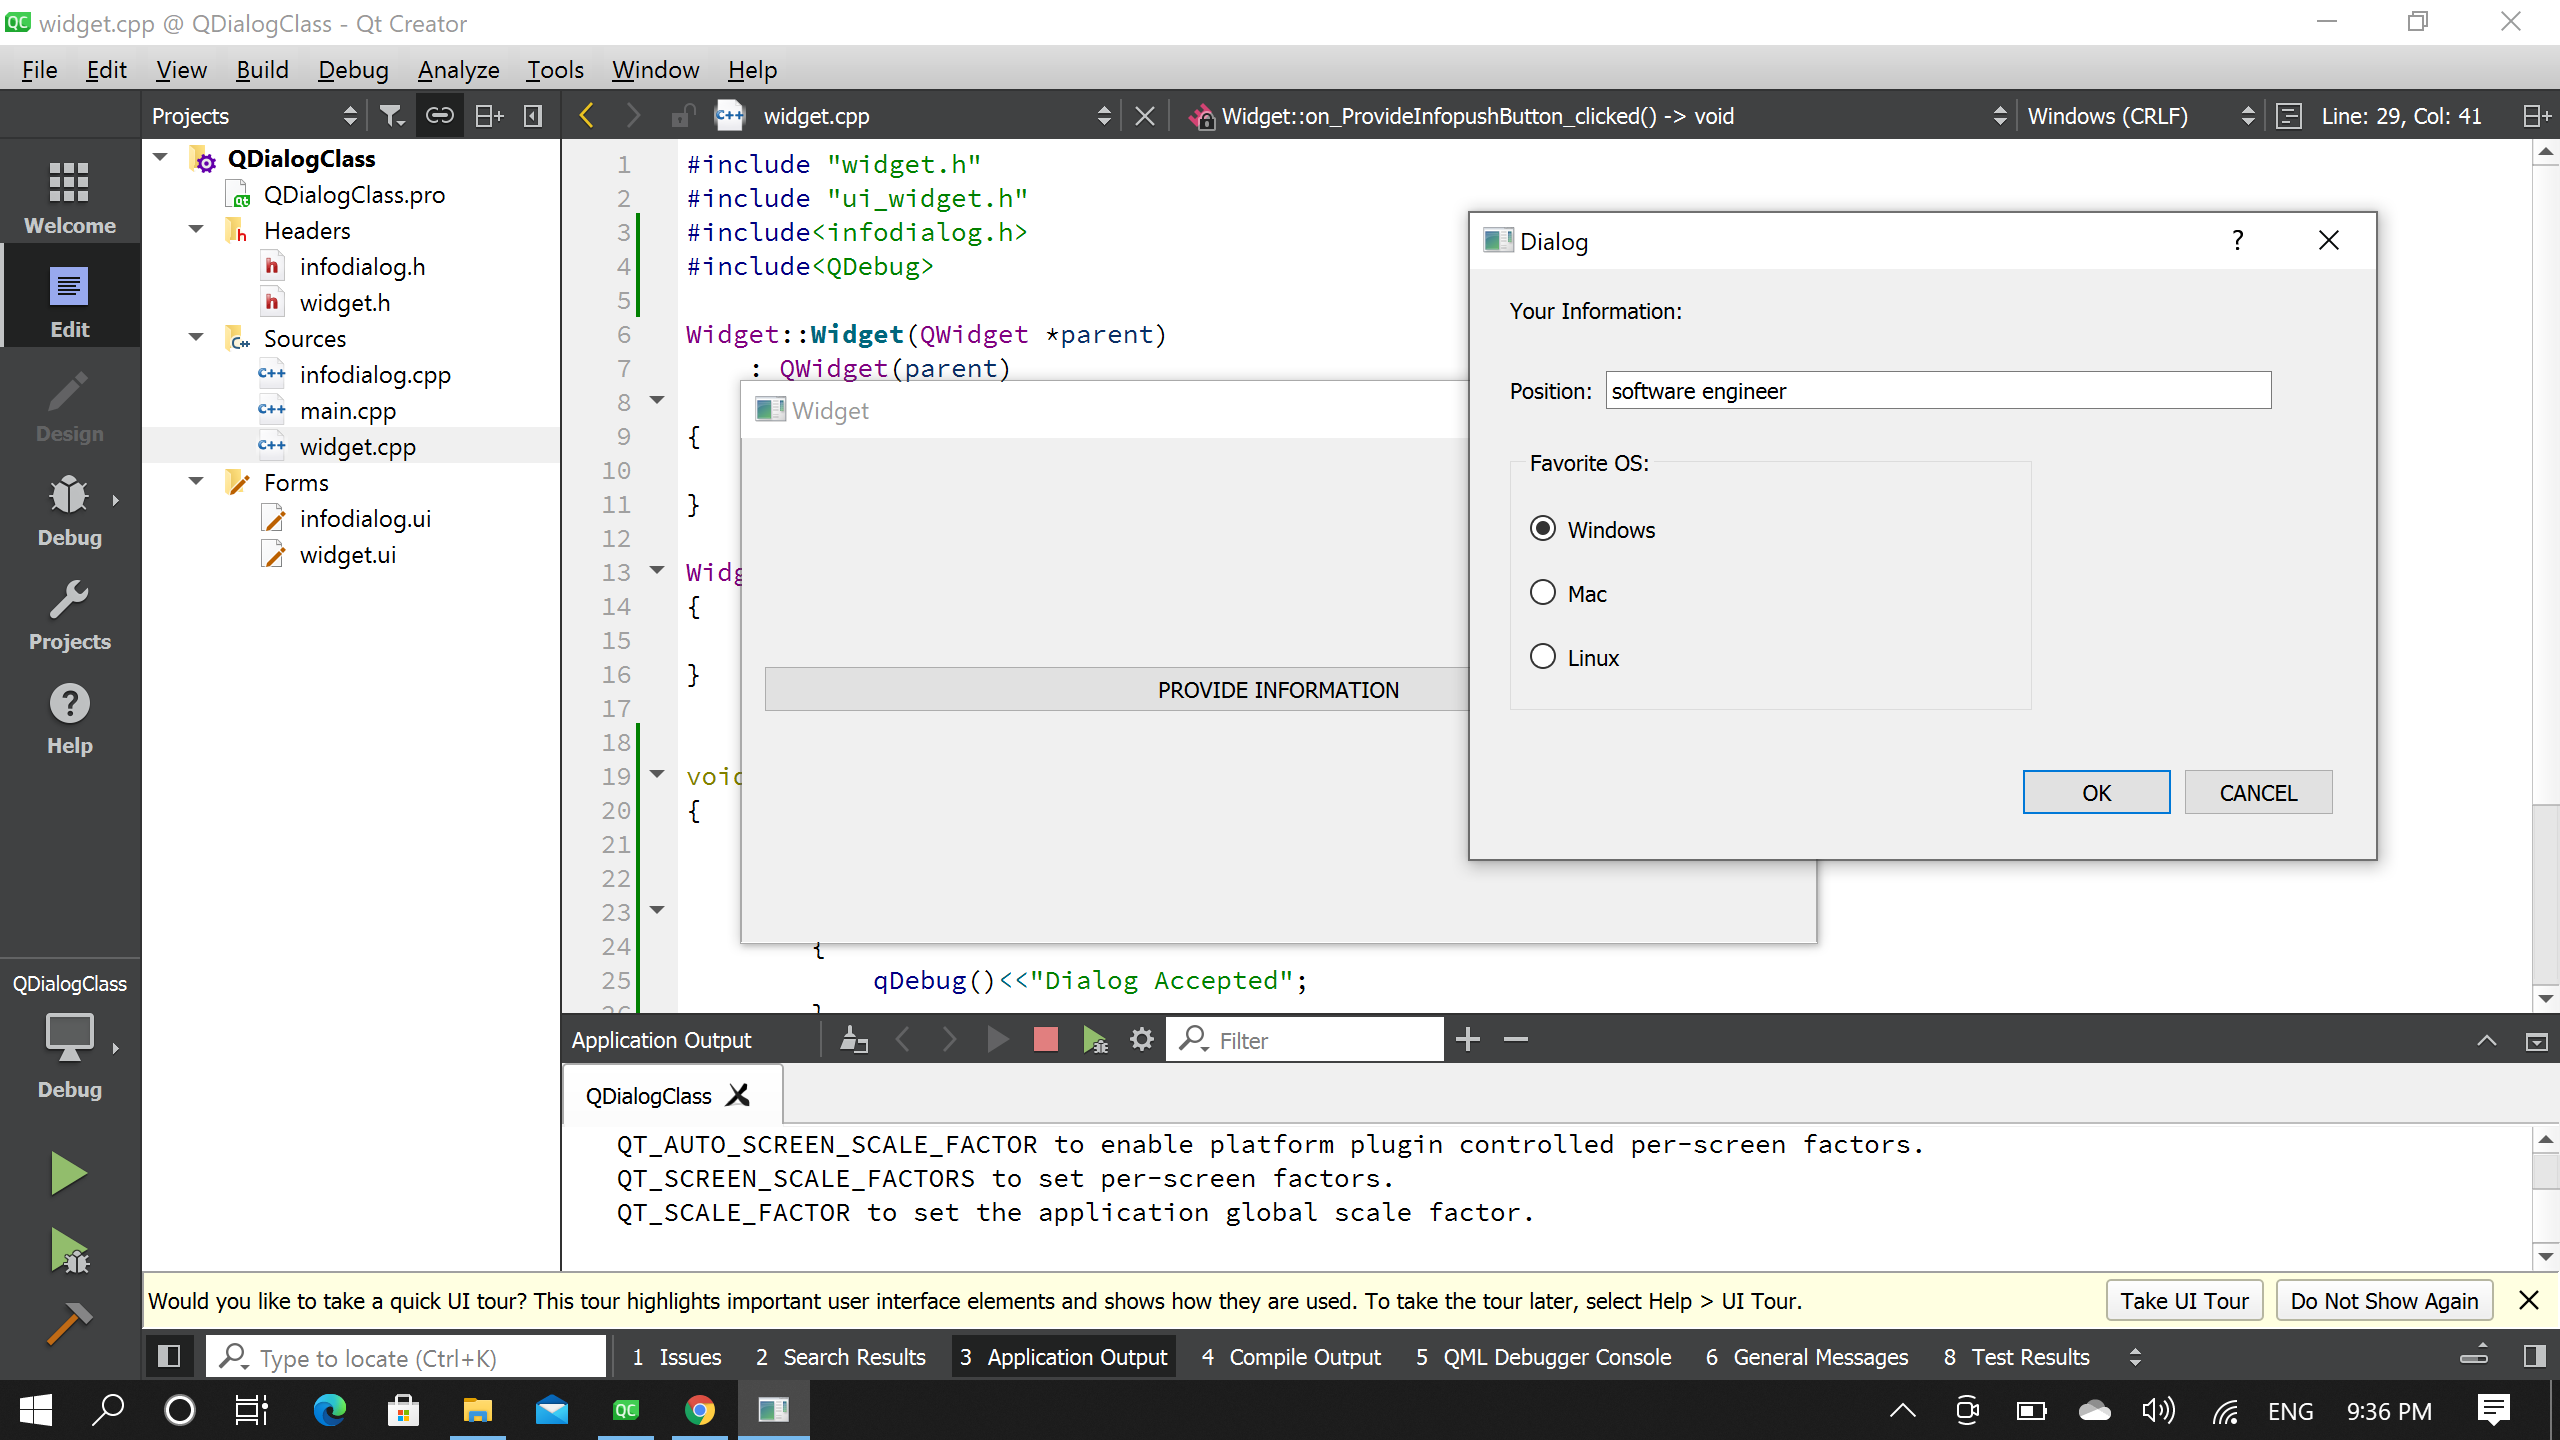 QC widget.cpp @ QDialogClass - Qt Creator
File Edit View Build Debug Analyze Tools Window Help
Projects
widget.cpp
Widget::on_ProvideInfopushButton_clicked() -> void
Windows (CRLF)
Line: 29, Col: 41
Welcome
Edit
Design
Debug
Projects
Help
QDialogClass
Debug
QDialogClass
QDialogClass.pro
Headers
infodialog.h
widget.h
Sources
infodialog.cpp
main.cpp
widget.cpp
Forms
infodialog.ui
widget.ui
1 #include "widget.h"
2 #include "ui_widget.h"
3 #include<infodialog.h>
4 #include<QDebug>
5
6 Widget::Widget(QWidget *parent)
7 : QWidget(parent)
8
9 {
10
11 }
12
13 Widg
14 {
15
16 }
17
18
19 void
20 {
21
22
23
24 {
25 qDebug()<<"Dialog Accepted";
26 }
Widget
PROVIDE INFORMATION
Dialog
?
Your Information:
Position: software engineer
Favorite OS:
Windows
Mac
Linux
OK CANCEL
Application Output
Filter
QDialogClass
QT_AUTO_SCREEN_SCALE_FACTOR to enable platform plugin controlled per-screen factors.
QT_SCREEN_SCALE_FACTORS to set per-screen factors.
QT_SCALE_FACTOR to set the application global scale factor.
Would you like to take a quick UI tour? This tour highlights important user interface elements and shows how they are used. To take the tour later, select Help > UI Tour.
Take UI Tour Do Not Show Again
Type to locate (Ctrl+K)
1 Issues 2 Search Results 3 Application Output 4 Compile Output 5 QML Debugger Console 6 General Messages 8 Test Results
QC
ENG 9:36 PM